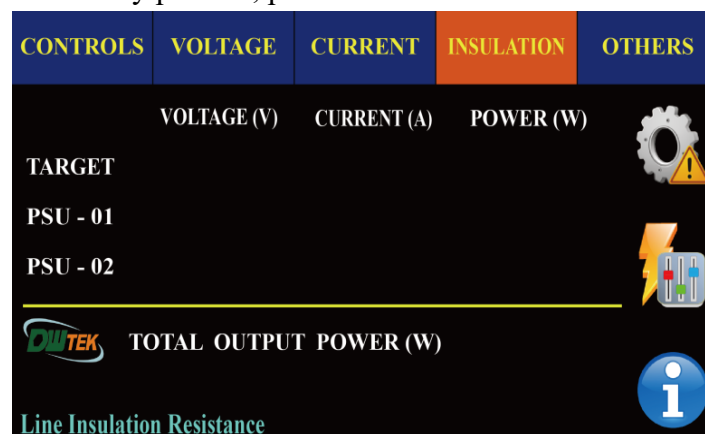 CONTROLS VOLTAGE CURRENT INSULATION OTHERS
VOLTAGE (V) CURRENT (A) POWER (W)
TARGET
PSU - 01
PSU - 02
DWTEK TOTAL OUTPUT POWER (W)
Line Insulation Resistance